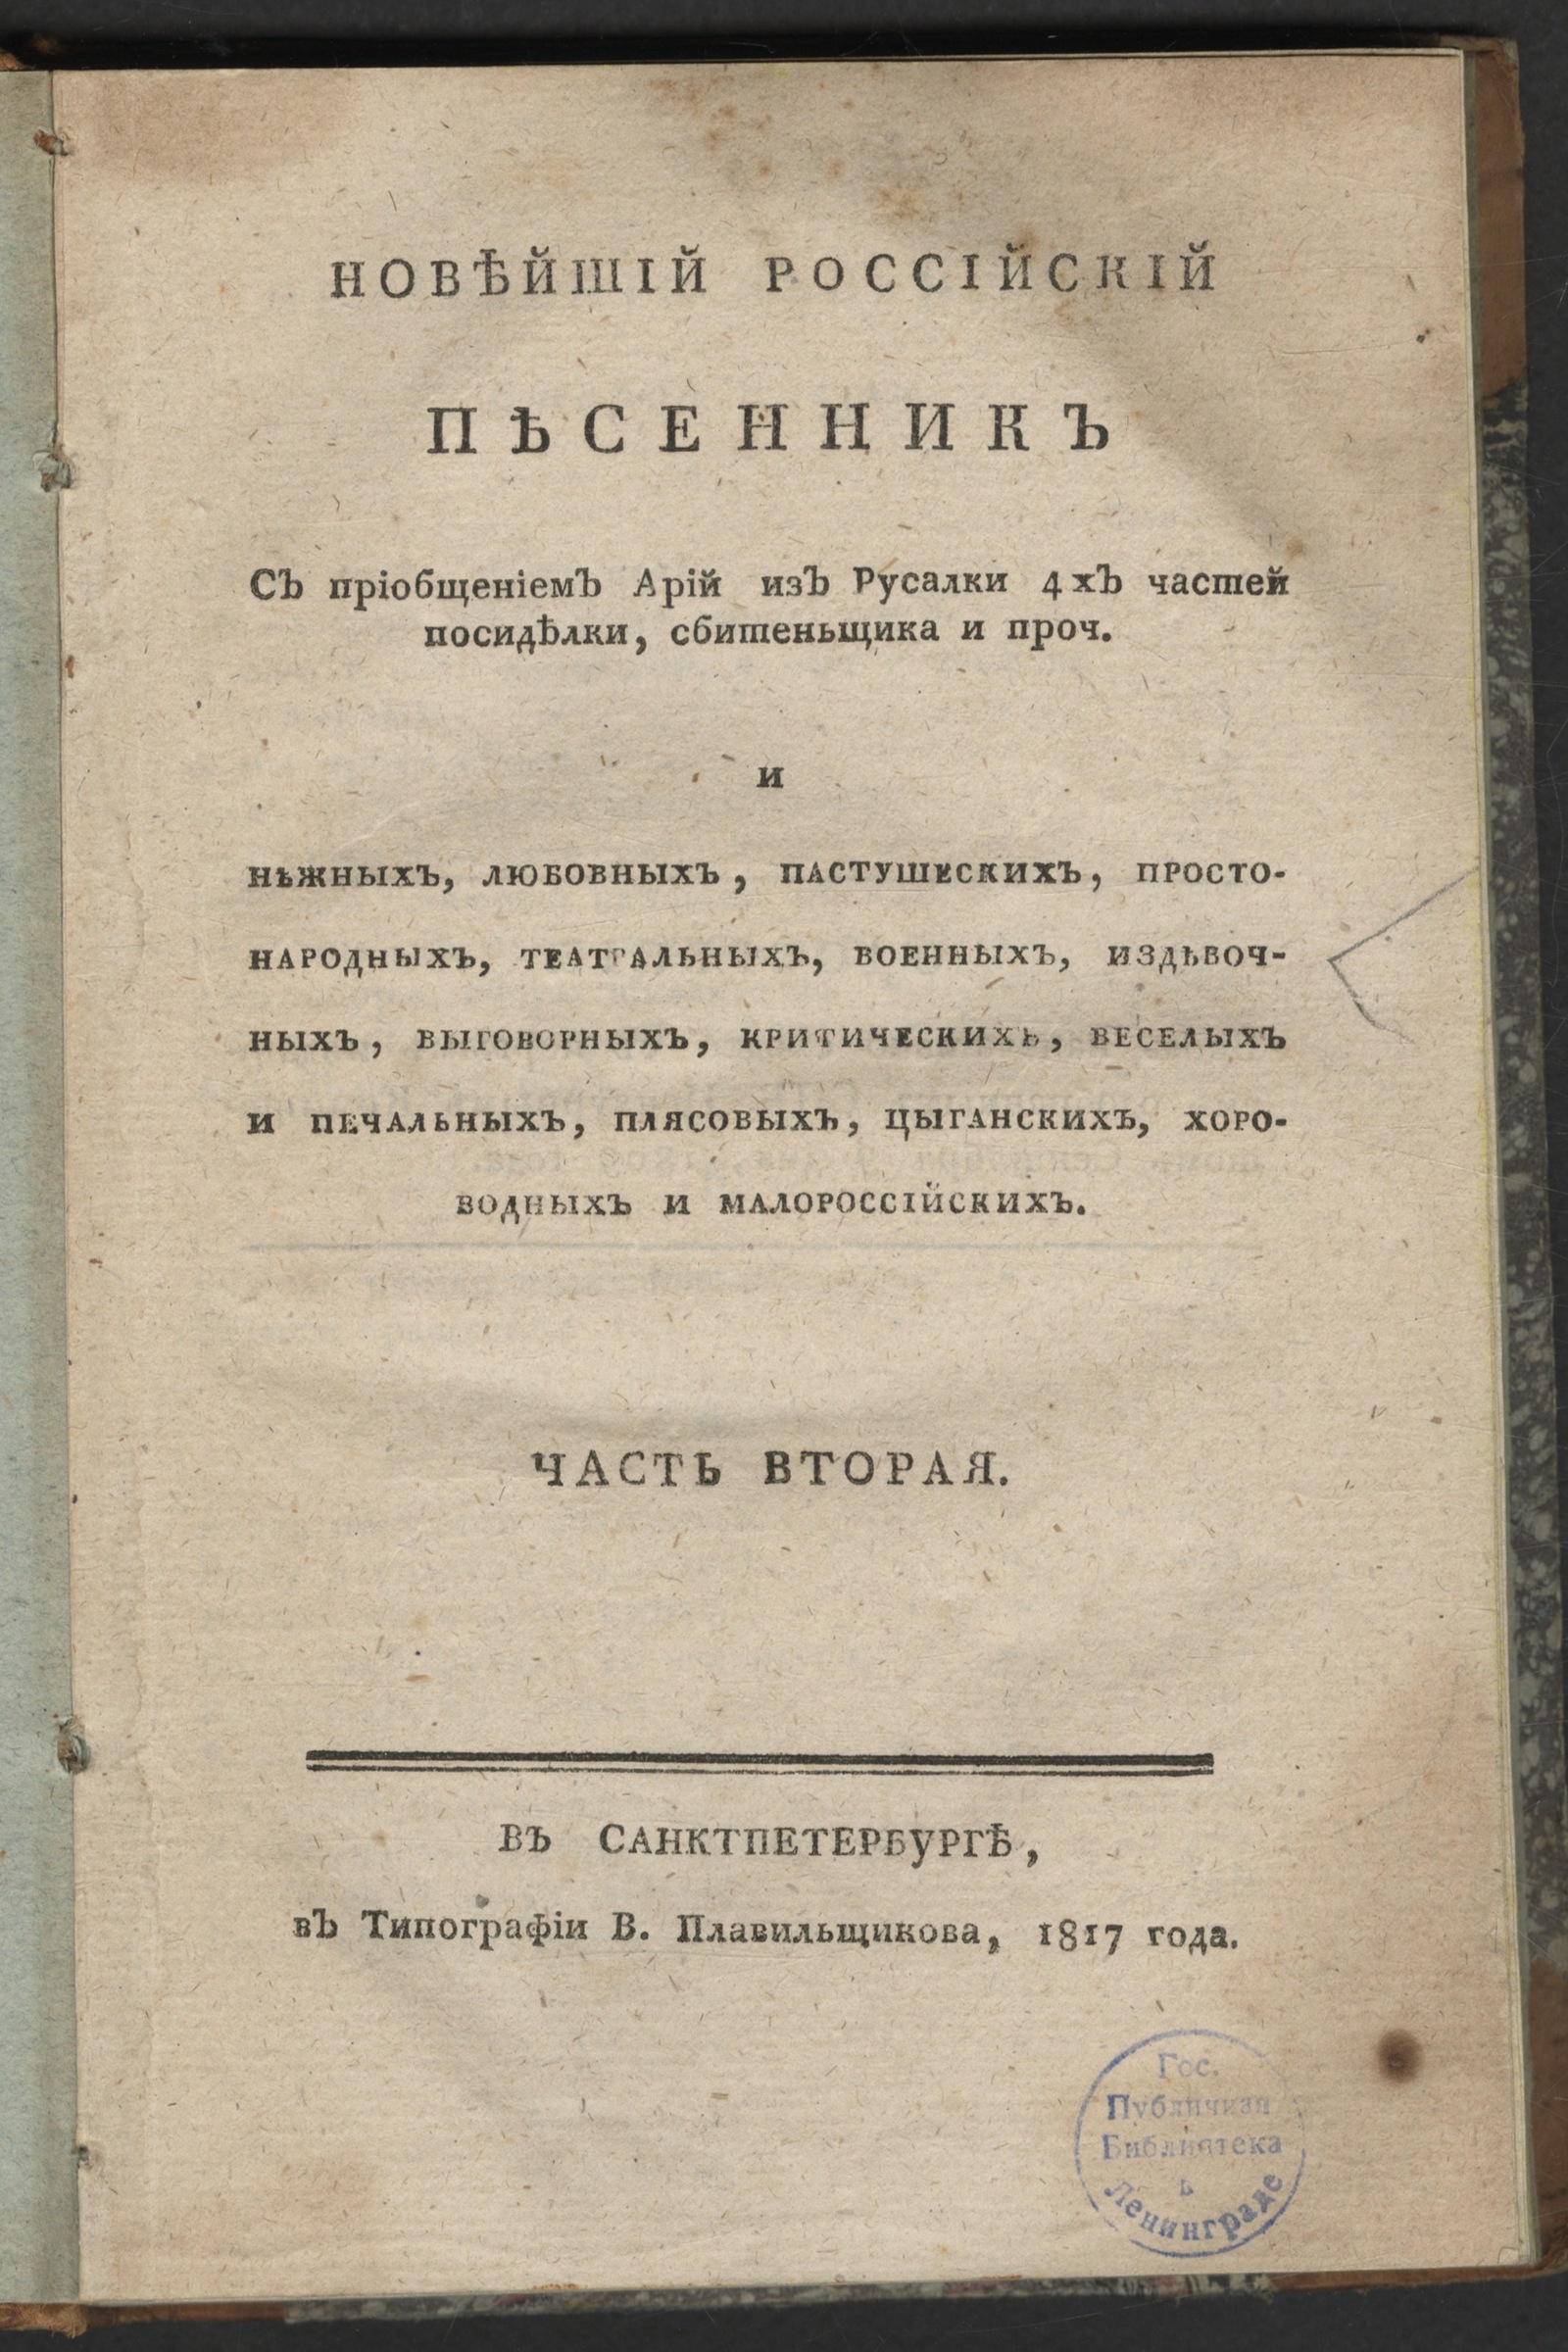 НОВѢЙШІЙ РОССІЙСКІЙ
ПѢСЕННИКЪ
Съ пріобщеніемъ Арій изъ Русалки 4хъ частей
посидѣлки, сбитеньщика и проч.
и
НѢЖНЫХЪ, ЛЮБОВНЫХЪ, ПАСТУШЕСКИХЪ, ПРОСТО-
НАРОДНЫХЪ, ТЕАТРАЛЬНЫХЪ, ВОЕННЫХЪ, ИЗДѢВОЧ-
НЫХЪ, ВЫГОВОРНЫХЪ, КРИТИЧЕСКИХЪ, ВЕСЕЛЫХЪ
И ПЕЧАЛЬНЫХЪ, ПЛЯСОВЫХЪ, ЦЫГАНСКИХЪ, ХОРО-
ВОДНЫХЪ И МАЛОРОССІЙСКИХЪ.
ЧАСТЬ ВТОРАЯ.
ВЪ САНКТПЕТЕРБУРГѢ,
въ Типографіи В. Плавильщикова, 1817 года.
Гос.
Публичная
Библиотека
в
Ленинграде